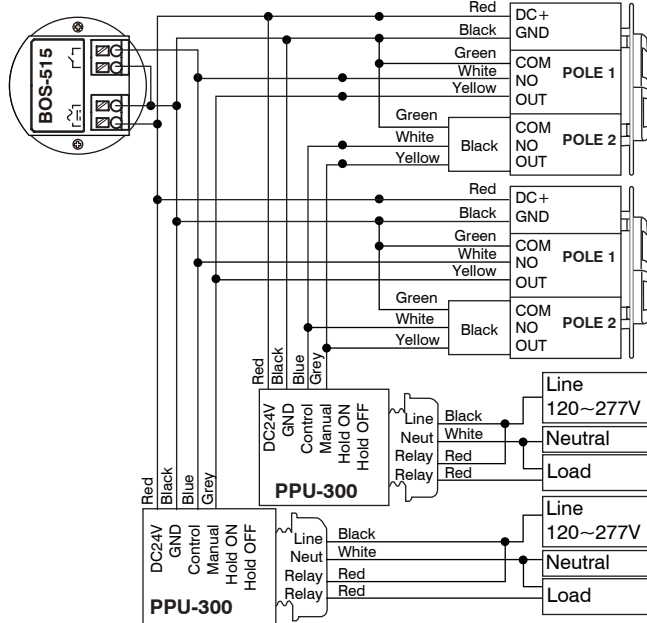 BOS-515
Red
Black
Green
White
Yellow
DC+
GND
COM
NO
OUT
POLE 1
Green
White
Yellow
Black
COM
NO
OUT
POLE 2
Red
Black
Green
White
Yellow
DC+
GND
COM
NO
OUT
POLE 1
Green
White
Yellow
Black
COM
NO
OUT
POLE 2
Red
Black
Blue
Grey
DC24V
GND
Control
Manual
Hold ON
Hold OFF
PPU-300
Line
Neut
Relay
Relay
Black
White
Red
Red
Line
120~277V
Neutral
Load
Red
Black
Blue
Grey
DC24V
GND
Control
Manual
Hold ON
Hold OFF
PPU-300
Line
Neut
Relay
Relay
Black
White
Red
Red
Line
120~277V
Neutral
Load